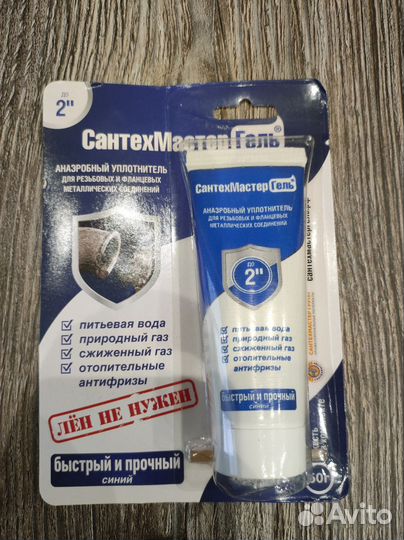 до
2"
СантехМастер Гель®
АНАЭРОБНЫЙ УПЛОТНИТЕЛЬ
ДЛЯ РЕЗЬБОВЫХ И ФЛАНЦЕВЫХ
МЕТАЛЛИЧЕСКИХ СОЕДИНЕНИЙ
питьевая вода
природный газ
сжиженный газ
отопительные
антифризы
ЛЁН НЕ НУЖЕН
быстрый и прочный
синий
СантехМастер Гель®
АНАЭРОБНЫЙ УПЛОТНИТЕЛЬ
ДЛЯ РЕЗЬБОВЫХ И ФЛАНЦЕВЫХ
МЕТАЛЛИЧЕСКИХ СОЕДИНЕНИЙ
до
2"
питьевая вода
природный газ
сжиженный газ
отопительные
антифризы
быстрый и прочный
синий
Avito